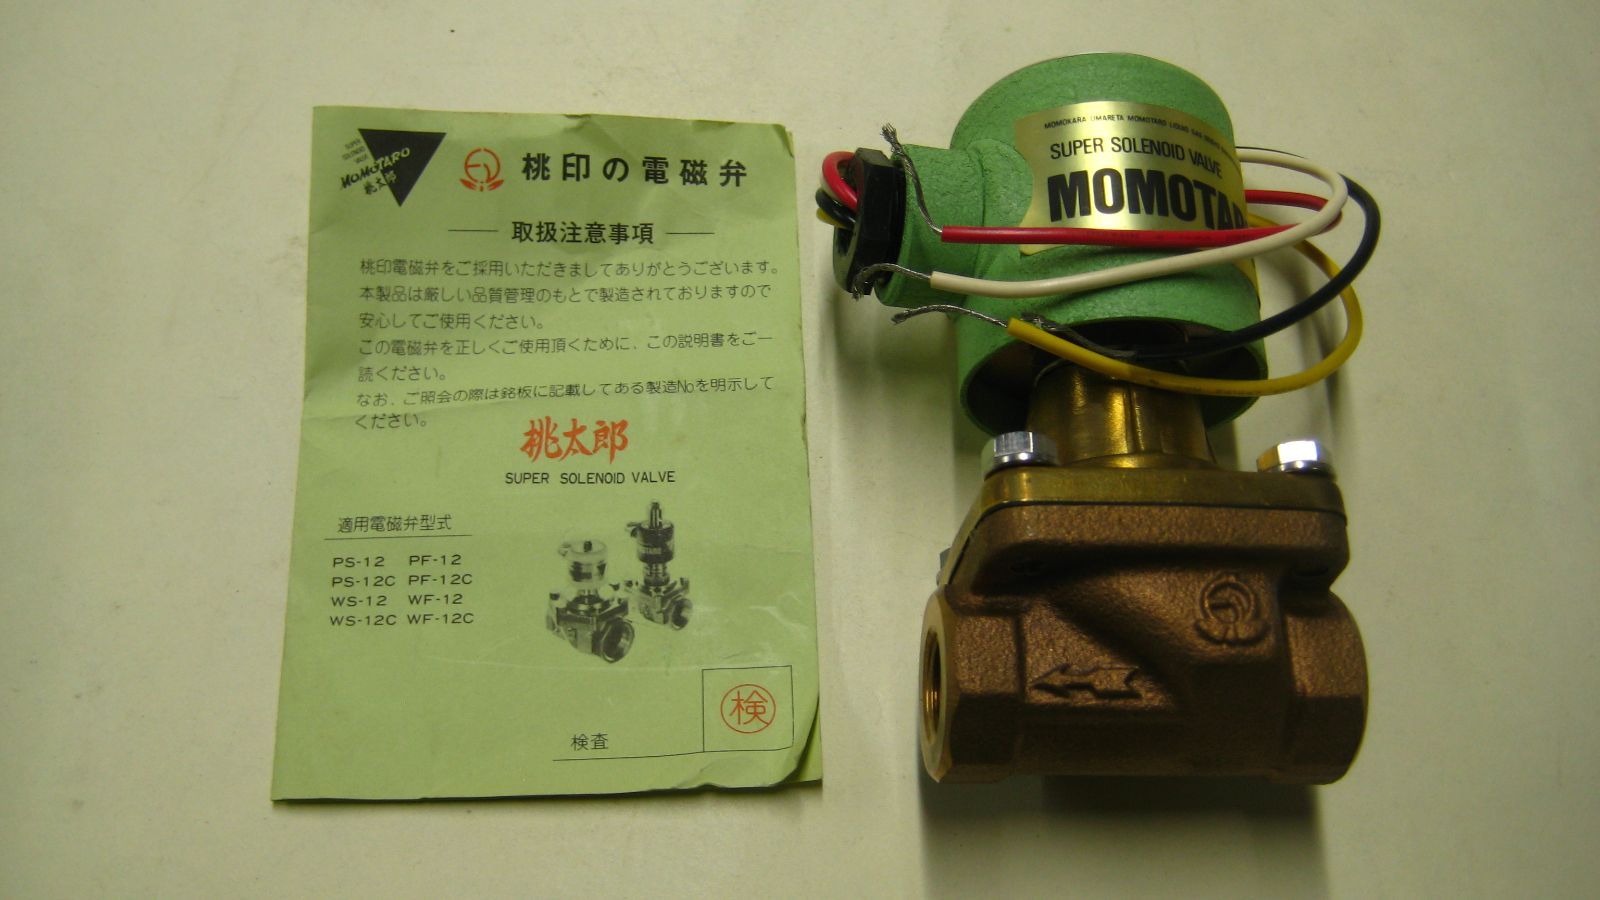 SUPER
SOLENOID
VALVE
MOMOTARO
桃太郎
桃印の電磁弁
取扱注意事項
桃印電磁弁をご採用いただきましてありがとうございます。
本製品は厳しい品質管理のもとで製造されておりますので
安心してご使用ください。
この電磁弁を正しくご使用頂くために、この説明書をご一
読ください。
なお、ご照会の際は銘板に記載してある製造Noを明示して
ください。
桃太郎
SUPER SOLENOID VALVE
適用電磁弁型式
PS-12 PF-12
PS-12C PF-12C
WS-12 WF-12
WS-12C WF-12C
検
検査
MOMOKARA UMARETA MOMOTARO LIQUID GAS
SUPER SOLENOID VALVE
MOMOTAR